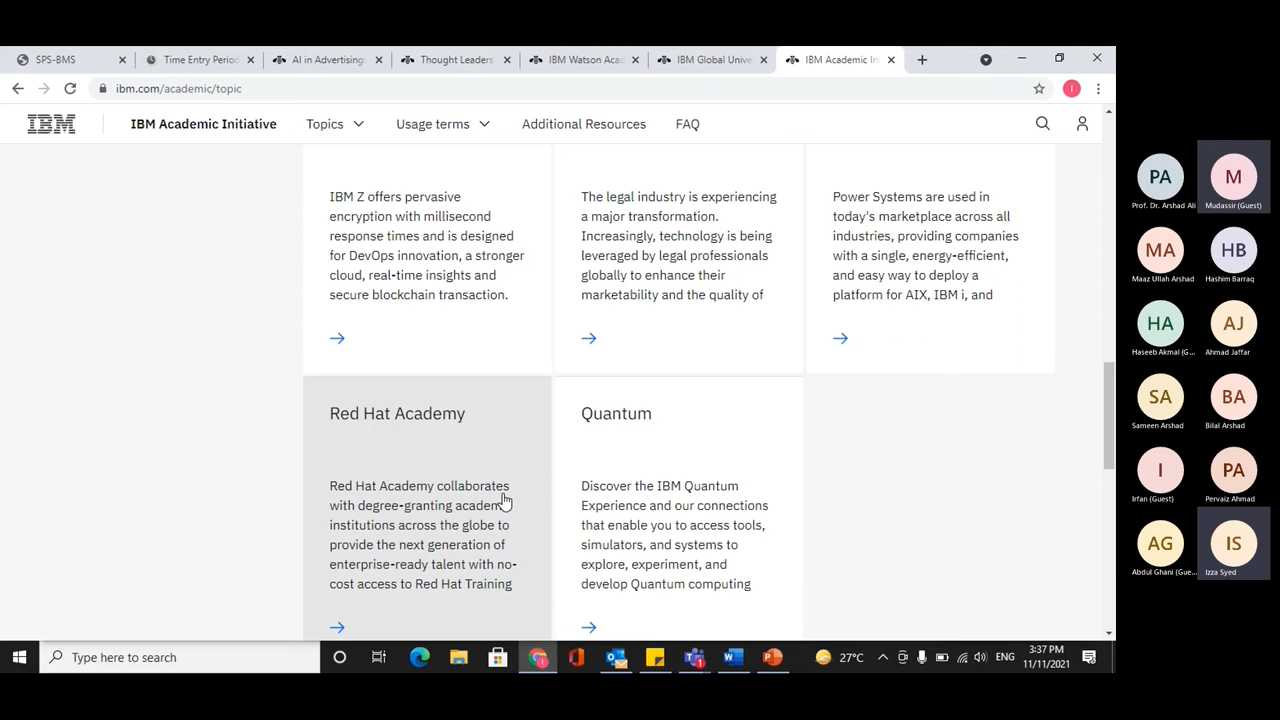 SPS-BMS
Time Entry Period
AI in Advertising:
Thought Leaders
IBM Watson Aca
IBM Global Unive
IBM Academic In
ibm.com/academic/topic
IBM
IBM Academic Initiative
Topics
Usage terms
Additional Resources
FAQ
IBM Z offers pervasive
encryption with millisecond
response times and is designed
for DevOps innovation, a stronger
cloud, real-time insights and
secure blockchain transaction.
The legal industry is experiencing
a major transformation.
Increasingly, technology is being
leveraged by legal professionals
globally to enhance their
marketability and the quality of
Power Systems are used in
today's marketplace across all
industries, providing companies
with a single, energy-efficient,
and easy way to deploy a
platform for AIX, IBM i, and
Red Hat Academy
Red Hat Academy collaborates
with degree-granting academ
institutions across the globe to
provide the next generation of
enterprise-ready talent with no-
cost access to Red Hat Training
Quantum
Discover the IBM Quantum
Experience and our connections
that enable you to access tools,
simulators, and systems to
explore, experiment, and
develop Quantum computing
PA
Prof. Dr. Arshad Ali
M
Mudassir (Guest)
MA
Maaz Ullah Arshad
HB
Hashim Barraq
HA
Haseeb Akmal (G...
AJ
Ahmad Jaffar
SA
Sameen Arshad
BA
Bilal Arshad
I
Irfan (Guest)
PA
Pervaiz Ahmad
AG
Abdul Ghani (Gue...
IS
Izza Syed
Type here to search
27°C
ENG
3:37 PM
11/11/2021